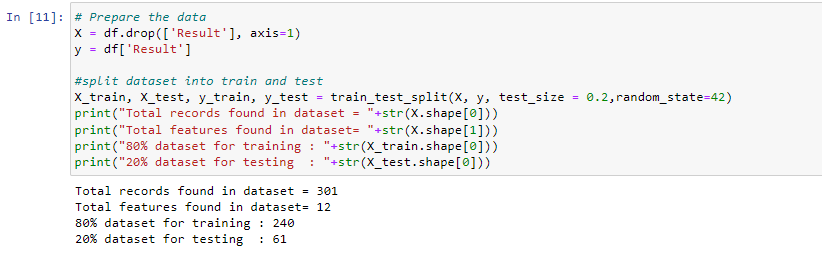 In [11]: # Prepare the data
X = df.drop(['Result'], axis=1)
y = df['Result']
#split dataset into train and test
X_train, X_test, y_train, y_test = train_test_split(X, y, test_size = 0.2,random_state=42)
print("Total records found in dataset = "+str(X.shape[0]))
print("Total features found in dataset= "+str(X.shape[1]))
print("80% dataset for training : "+str(X_train.shape[0]))
print("20% dataset for testing  : "+str(X_test.shape[0]))
Total records found in dataset = 301
Total features found in dataset= 12
80% dataset for training : 240
20% dataset for testing  : 61